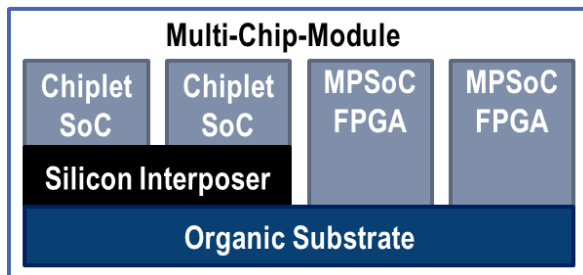 Multi-Chip-Module
Chiplet
SoC
Chiplet
SoC
MPSoC
FPGA
MPSoC
FPGA
Silicon Interposer
Organic Substrate